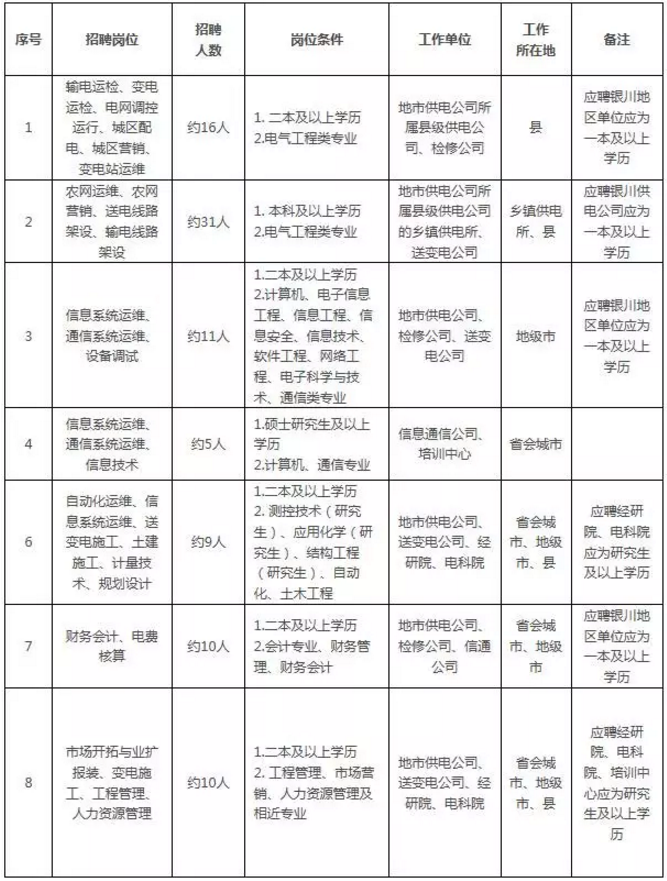 序号
招聘岗位
招聘
人数
岗位条件
工作单位
工作
所在地
备注
1
输电运检、变电
运检、电网调控
运行、城区配
电、城区营销、
变电站运维
约16人
1. 二本及以上学历
2.电气工程类专业
地市供电公司所
属县级供电公
司、检修公司
县
应聘银川地
区单位应为
一本及以上
学历
2
农网运维、农网
营销、送电线路
架设、输电线路
架设
约31人
1. 本科及以上学历
2.电气工程类专业
地市供电公司所
属县级供电公司
的乡镇供电所、
送变电公司
乡镇供电
所、县
应聘银川供
电公司应为
一本及以上
学历
3
信息系统运维、
通信系统运维、
设备调试
约11人
1.二本及以上学历
2.计算机、电子信息
工程、信息工程、信
息安全、信息技术、
软件工程、网络工
程、电子科学与技
术、通信类专业
地市供电公司、
检修公司、送变
电公司
地级市
应聘银川地
区单位应为
一本及以上
学历
4
信息系统运维、
通信系统运维、
信息技术
约5人
1.硕士研究生及以上
学历
2.计算机、通信专业
信息通信公司、
培训中心
省会城市
6
自动化运维、信
息系统运维、送
变电施工、土建
施工、计量技
术、规划设计
约9人
1.二本及以上学历
2. 测控技术（研究
生）、应用化学（研
究生）、结构工程
（研究生）、自动
化、土木工程
地市供电公司、
送变电公司、经
研院、电科院
省会城
市、地级
市、县
应聘经研
院、电科院
应为研究生
及以上学历
7
财务会计、电费
核算
约10人
1.二本及以上学历
2.会计专业、财务管
理、财务会计
地市供电公司、
检修公司、信通
公司
省会城
市、地级
市
应聘银川地
区单位应为
一本及以上
学历
8
市场开拓与业扩
报装、变电施
工、工程管理、
人力资源管理
约10人
1.二本及以上学历
2. 工程管理、市场营
销、人力资源管理及
相近专业
地市供电公司、
送变电公司、经
研院、电科院
省会城
市、地级
市、县
应聘经研
院、电科
院、培训中
心应为研究
生及以上学
历